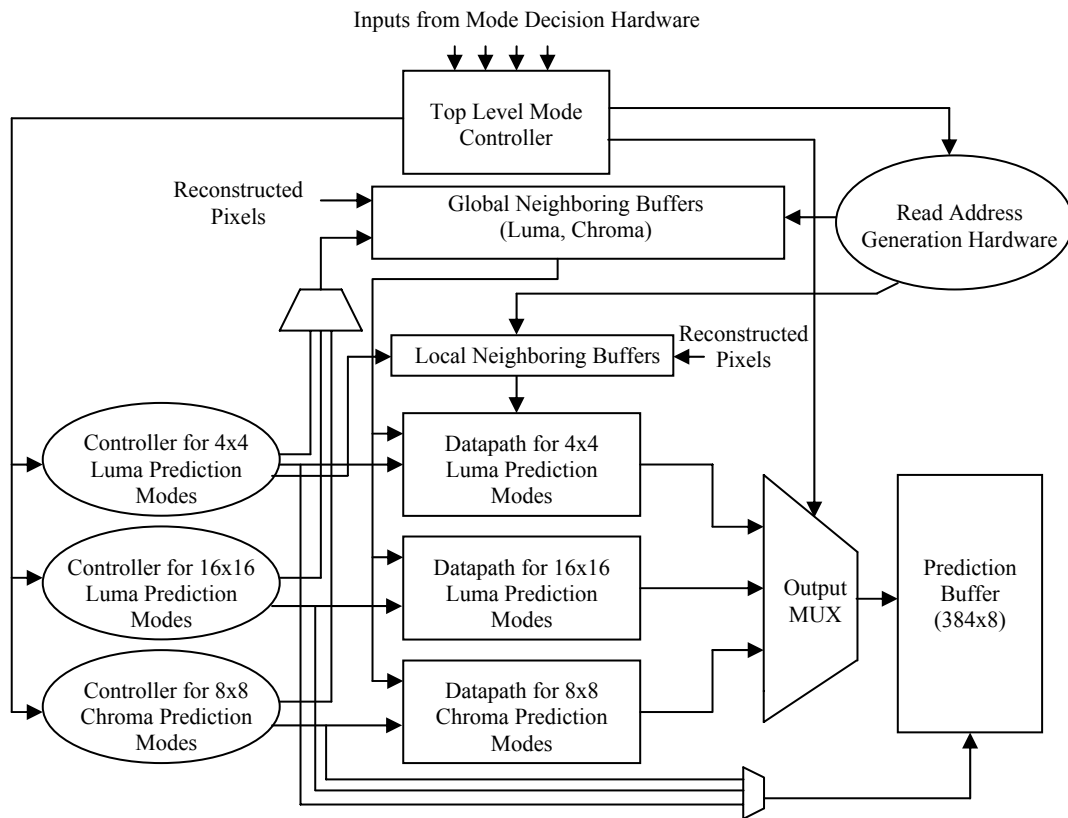 Inputs from Mode Decision Hardware
Top Level Mode
Controller
Reconstructed
Pixels
Global Neighboring Buffers
(Luma, Chroma)
Read Address
Generation Hardware
Local Neighboring Buffers
Reconstructed
Pixels
Controller for 4x4
Luma Prediction
Modes
Datapath for 4x4
Luma Prediction
Modes
Controller for 16x16
Luma Prediction
Modes
Datapath for 16x16
Luma Prediction
Modes
Output
MUX
Prediction
Buffer
(384x8)
Controller for 8x8
Chroma Prediction
Modes
Datapath for 8x8
Chroma Prediction
Modes